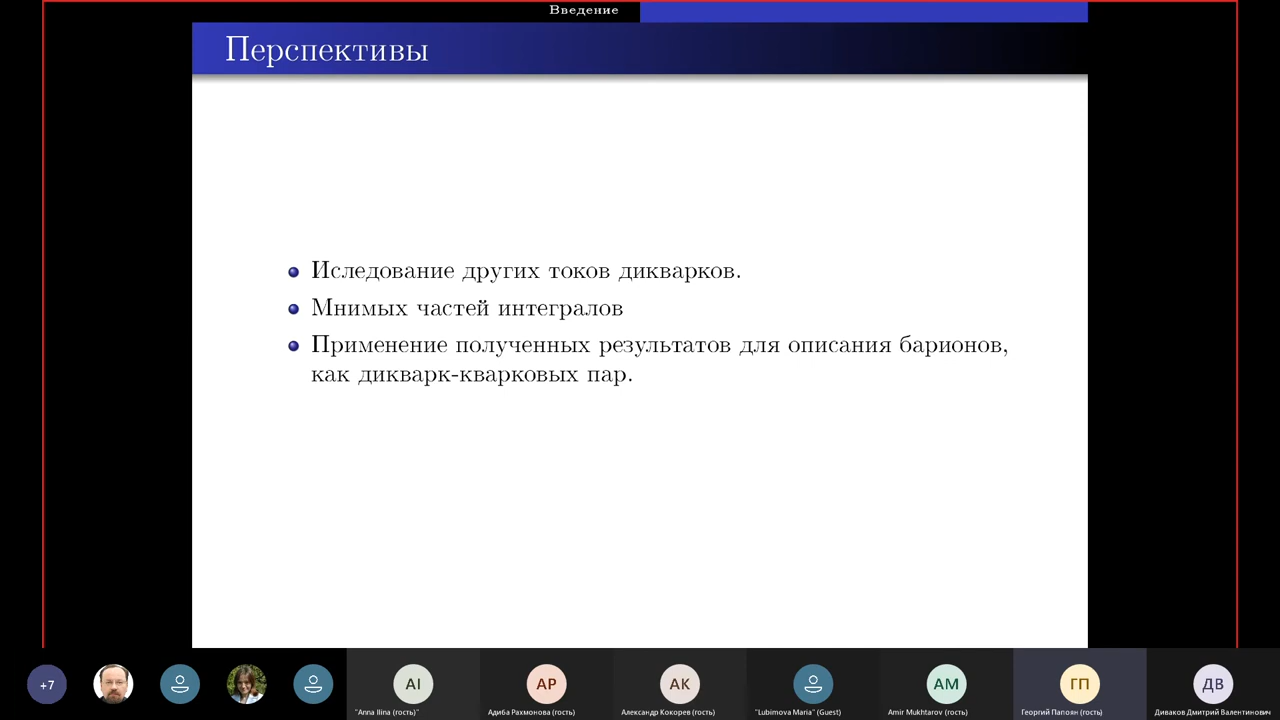 Введение
Перспективы
Иследование других токов дикварков.
Мнимых частей интегралов
Применение полученных результатов для описания барионов,
как дикварк-кварковых пар.
+7
AI
АР
АК
AM
ГП
ДВ
"Anna Ilina (гость)"
Адиба Рахмонова (гость)
Александр Кокорев (гость)
"Lubimova Maria" (Guest)
Amir Mukhtarov (гость)
Георгий Папоян (гость)
Диваков Дмитрий Валентинович